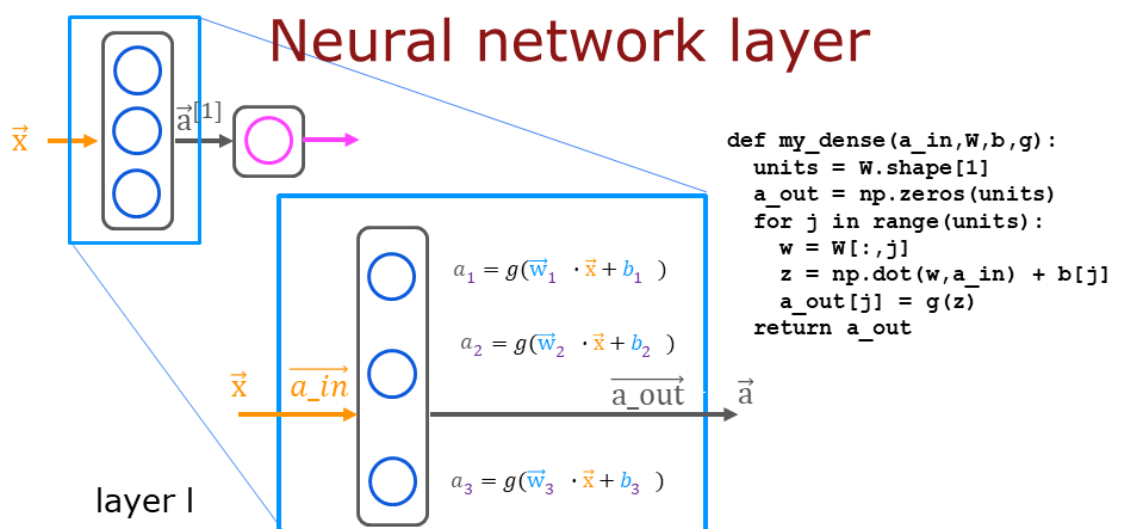 Neural network layer
x⃗
a⃗[1]
def my_dense(a_in,W,b,g):
  units = W.shape[1]
  a_out = np.zeros(units)
  for j in range(units):
    w = W[:,j]
    z = np.dot(w,a_in) + b[j]
    a_out[j] = g(z)
  return a_out
a₁ = g(w⃗₁ · x⃗ + b₁ )
a₂ = g(w⃗₂ · x⃗ + b₂ )
x⃗ a_in a_out a⃗
a₃ = g(w⃗₃ · x⃗ + b₃ )
layer l